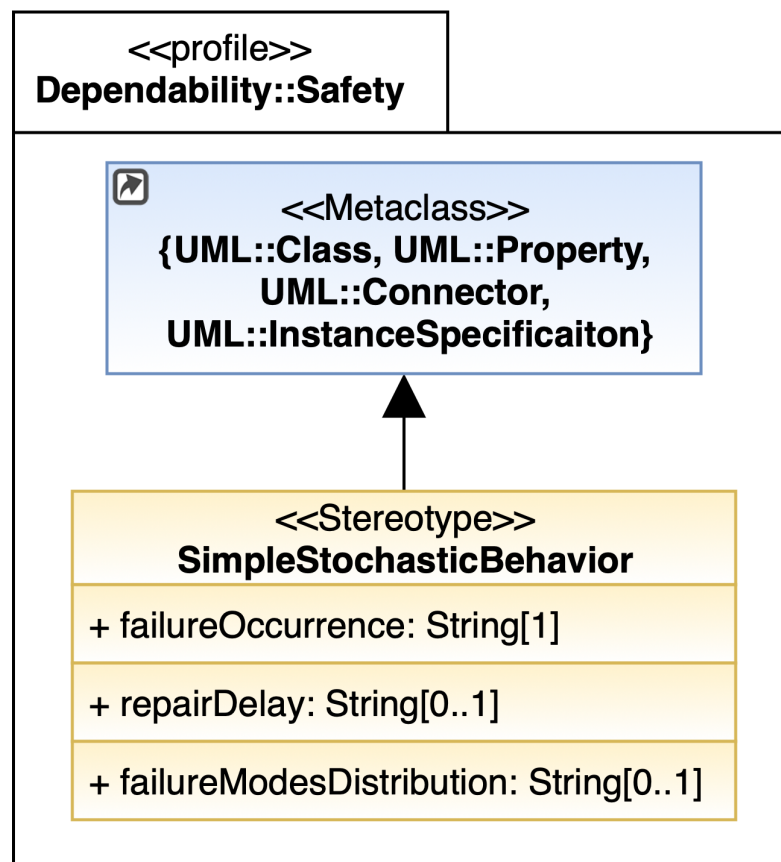 <<profile>>
Dependability::Safety
<<Metaclass>>
{UML::Class, UML::Property,
UML::Connector,
UML::InstanceSpecificaiton}
<<Stereotype>>
SimpleStochasticBehavior
+ failureOccurrence: String[1]
+ repairDelay: String[0..1]
+ failureModesDistribution: String[0..1]